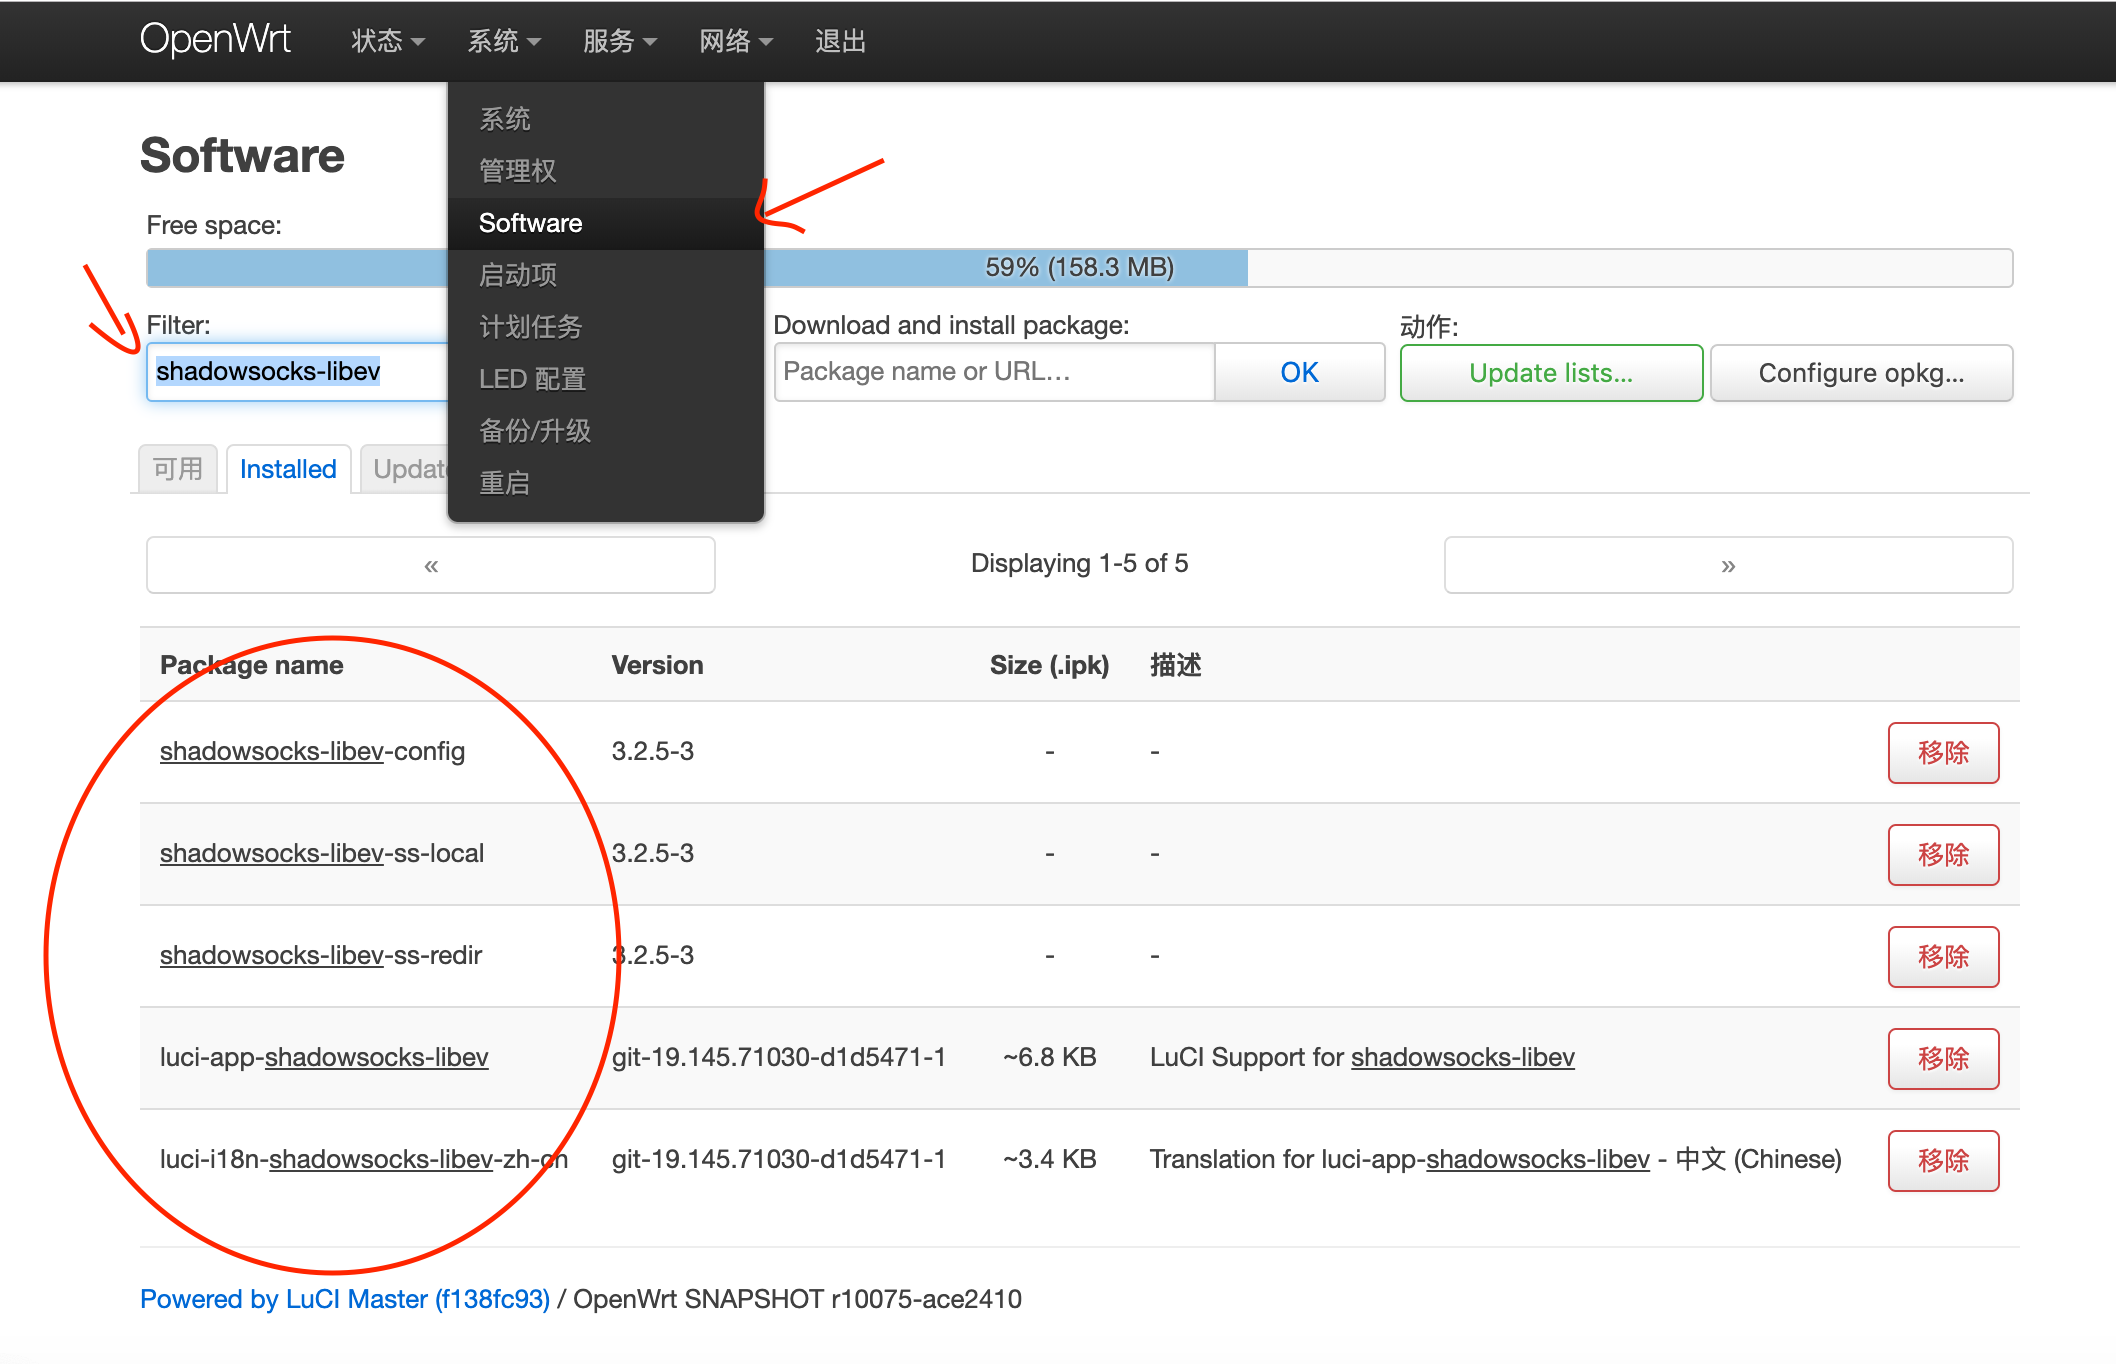 OpenWrt 状态 系统 服务 网络 退出
系统
管理权
Software
启动项
计划任务
LED 配置
备份/升级
重启
Software
Free space:
59% (158.3 MB)
Filter:
shadowsocks-libev
Download and install package:
Package name or URL...
OK
动作:
Update lists... Configure opkg...
可用 Installed
Displaying 1-5 of 5
« »
Package name Version Size (.ipk) 描述
shadowsocks-libev-config 3.2.5-3 - - 移除
shadowsocks-libev-ss-local 3.2.5-3 - - 移除
shadowsocks-libev-ss-redir 3.2.5-3 - - 移除
luci-app-shadowsocks-libev git-19.145.71030-d1d5471-1 ~6.8 KB LuCI Support for shadowsocks-libev 移除
luci-i18n-shadowsocks-libev-zh-cn git-19.145.71030-d1d5471-1 ~3.4 KB Translation for luci-app-shadowsocks-libev - 中文 (Chinese) 移除
Powered by LuCI Master (f138fc93) / OpenWrt SNAPSHOT r10075-ace2410